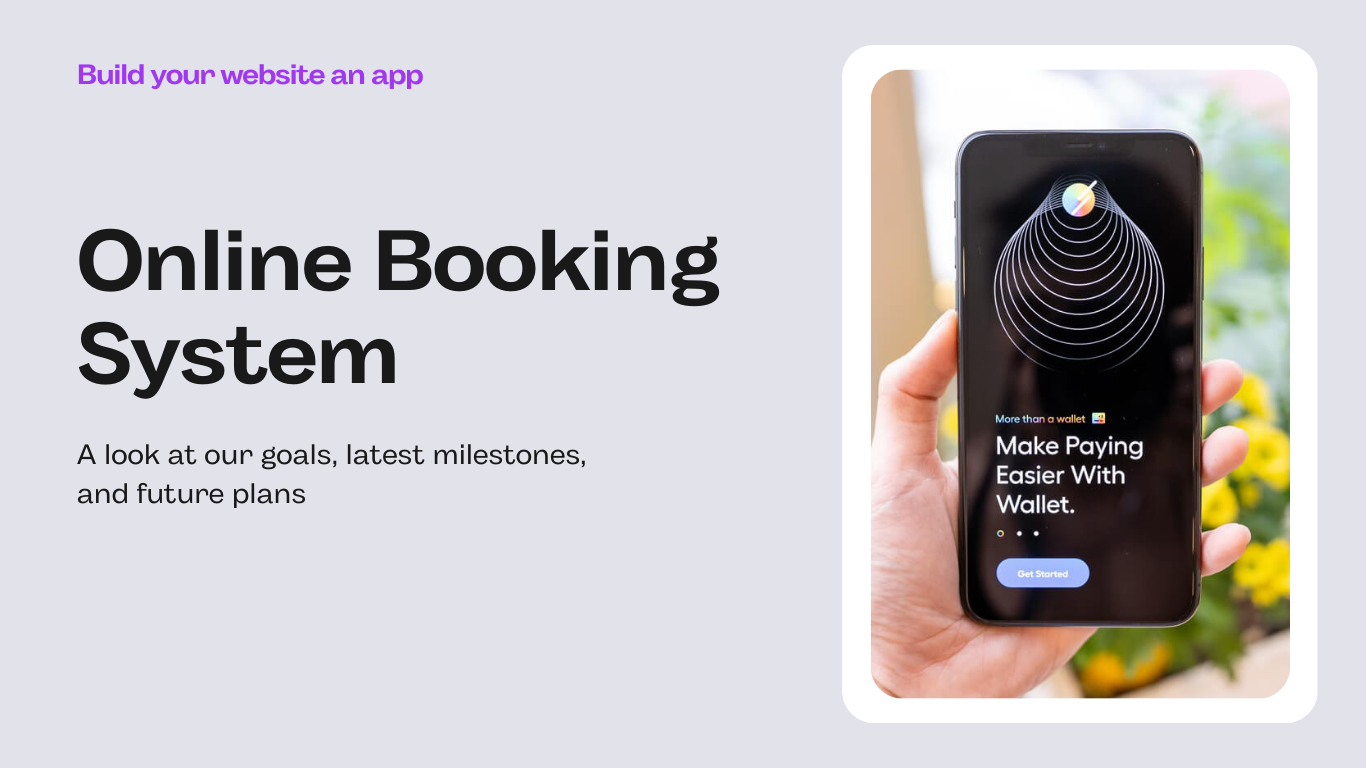 Build your website an app
Online Booking
System
A look at our goals, latest milestones,
and future plans
More than a wallet
Make Paying
Easier With
Wallet.
Get Started